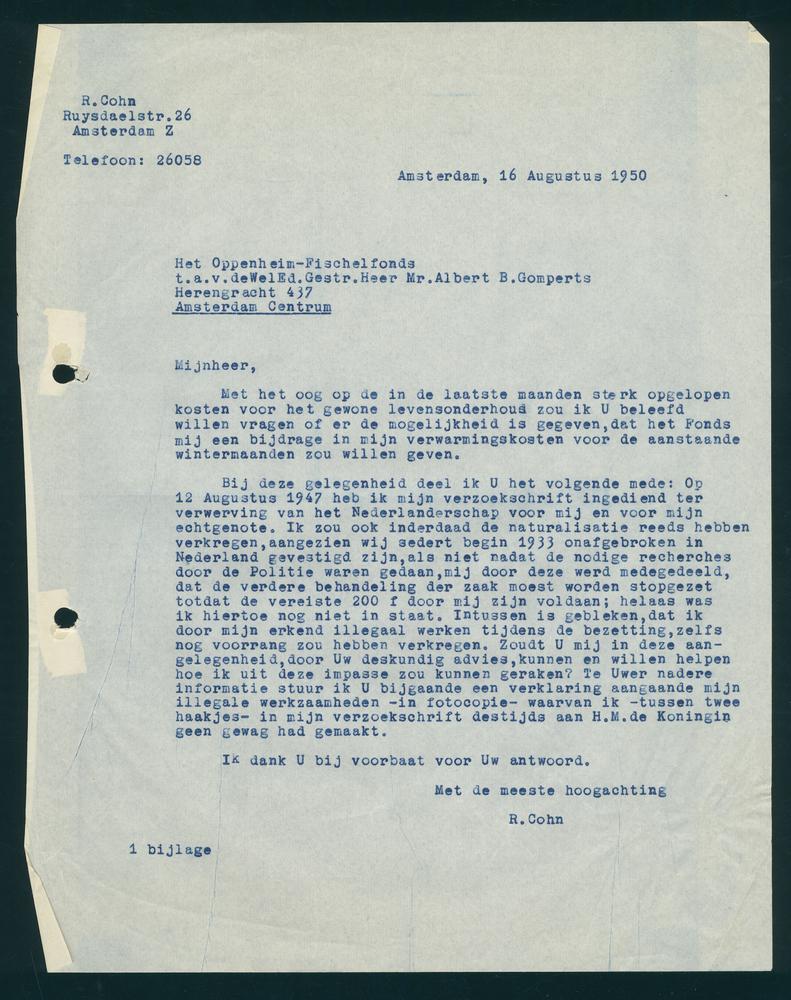 R.Cohn
Ruysdaelstr.26
Amsterdam Z
Telefoon: 26058
Amsterdam, 16 Augustus 1950
Het Oppenheim-Fischelfonds
t.a.v.deWelEd.Gestr.Heer Mr.Albert B.Gomperts
Herengracht 437
Amsterdam Centrum
Mijnheer,
Met het oog op de in de laatste maanden sterk opgelopen
kosten voor het gewone levensonderhoud zou ik U beleefd
willen vragen of er de mogelijkheid is gegeven,dat het Fonds
mij een bijdrage in mijn verwarmingskosten voor de aanstaande
wintermaanden zou willen geven.
Bij deze gelegenheid deel ik U het volgende mede: Op
12 Augustus 1947 heb ik mijn verzoekschrift ingediend ter
verwerving van het Nederlanderschap voor mij en voor mijn
echtgenote. Ik zou ook inderdaad de naturalisatie reeds hebben
verkregen,aangezien wij sedert begin 1933 onafgebroken in
Nederland gevestigd zijn,als niet nadat de nodige recherches
door de Politie waren gedaan,mij door deze werd medegedeeld,
dat de verdere behandeling der zaak moest worden stopgezet
totdat de vereiste 200 f door mij zijn voldaan; helaas was
ik hiertoe nog niet in staat. Intussen is gebleken,dat ik
door mijn erkend illegaal werken tijdens de bezetting,zelfs
nog voorrang zou hebben verkregen. Zoudt U mij in deze aan-
gelegenheid,door Uw deskundig advies,kunnen en willen helpen
hoe ik uit deze impasse zou kunnen geraken? Te Uwer nadere
informatie stuur ik U bijgaande een verklaring aangaande mijn
illegale werkzaamheden -in fotocopie- waarvan ik -tussen twee
haakjes- in mijn verzoekschrift destijds aan H.M.de Koningin
geen gewag had gemaakt.
Ik dank U bij voorbaat voor Uw antwoord.
Met de meeste hoogachting
R.Cohn
1 bijlage